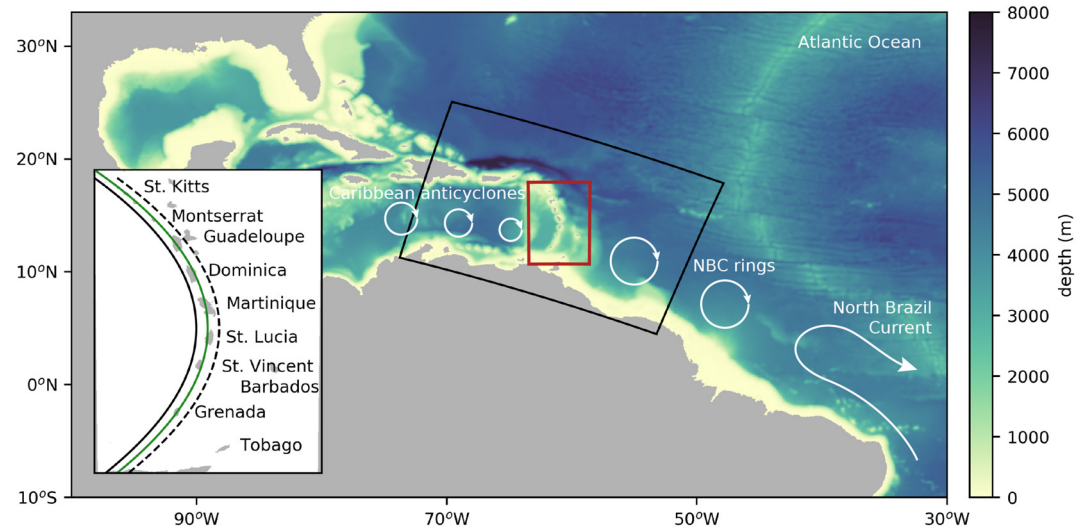 30°N
20°N
10°N
0°N
10°S
90°W
70°W
50°W
30°W
Atlantic Ocean
Caribbean anticyclones
NBC rings
North Brazil
Current
St. Kitts
Montserrat
Guadeloupe
Dominica
Martinique
St. Lucia
St. Vincent
Barbados
Grenada
Tobago
8000
7000
6000
5000
4000
3000
2000
1000
0
depth (m)